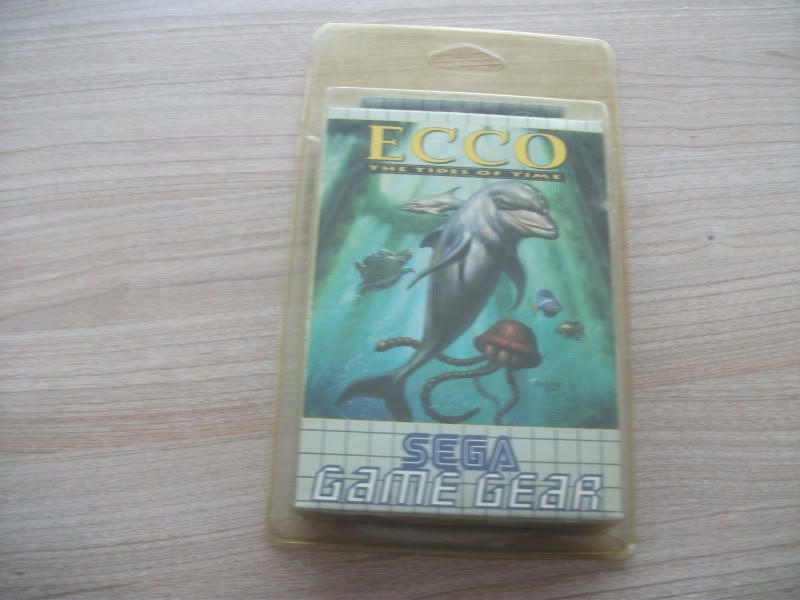 ECCO
THE TIDES OF TIME
SEGA
GAME GEAR